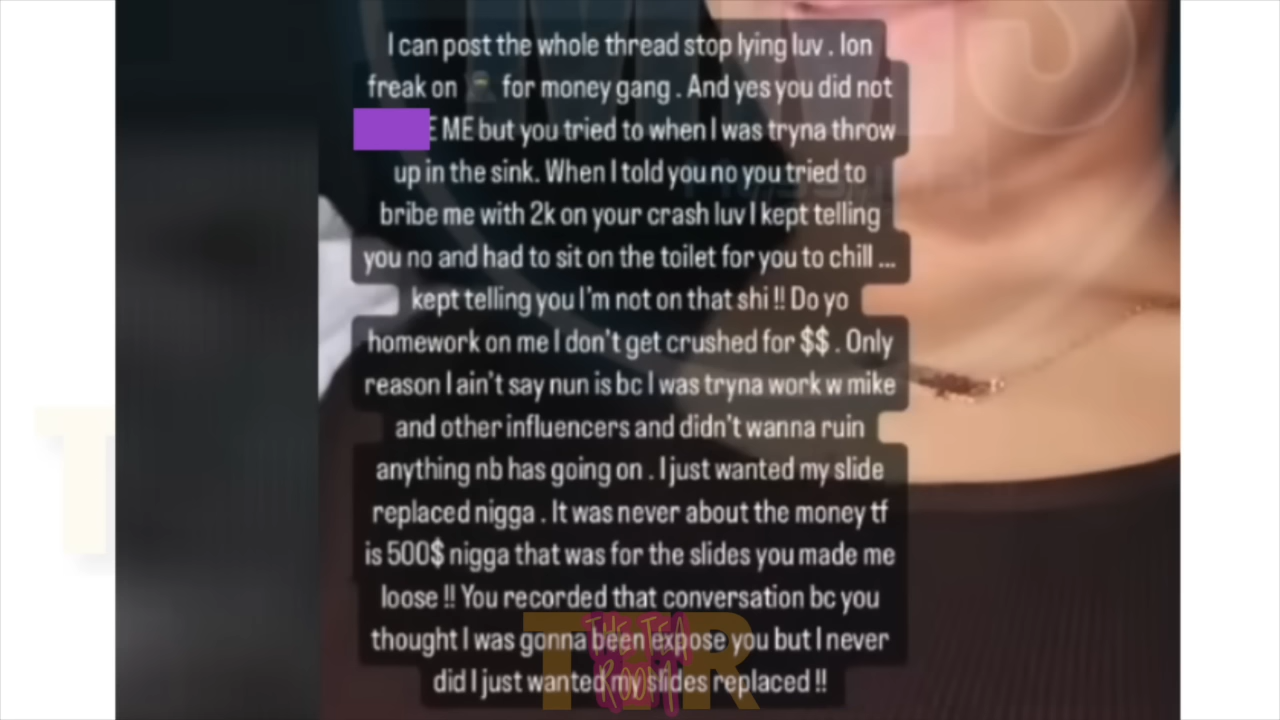 I can post the whole thread stop lying luv . Ion
freak on for money gang . And yes you did not
E ME but you tried to when I was tryna throw
up in the sink. When I told you no you tried to
bribe me with 2k on your crash luv I kept telling
you no and had to sit on the toilet for you to chill ...
kept telling you I'm not on that shi !! Do yo
homework on me I don't get crushed for $$ . Only
reason I ain't say nun is bc I was tryna work w mike
and other influencers and didn't wanna ruin
anything nb has going on . I just wanted my slide
replaced nigga . It was never about the money tf
is 500$ nigga that was for the slides you made me
loose !! You recorded that conversation bc you
thought I was gonna been expose you but I never
did I just wanted my slides replaced !!
THE TEA
ROOM